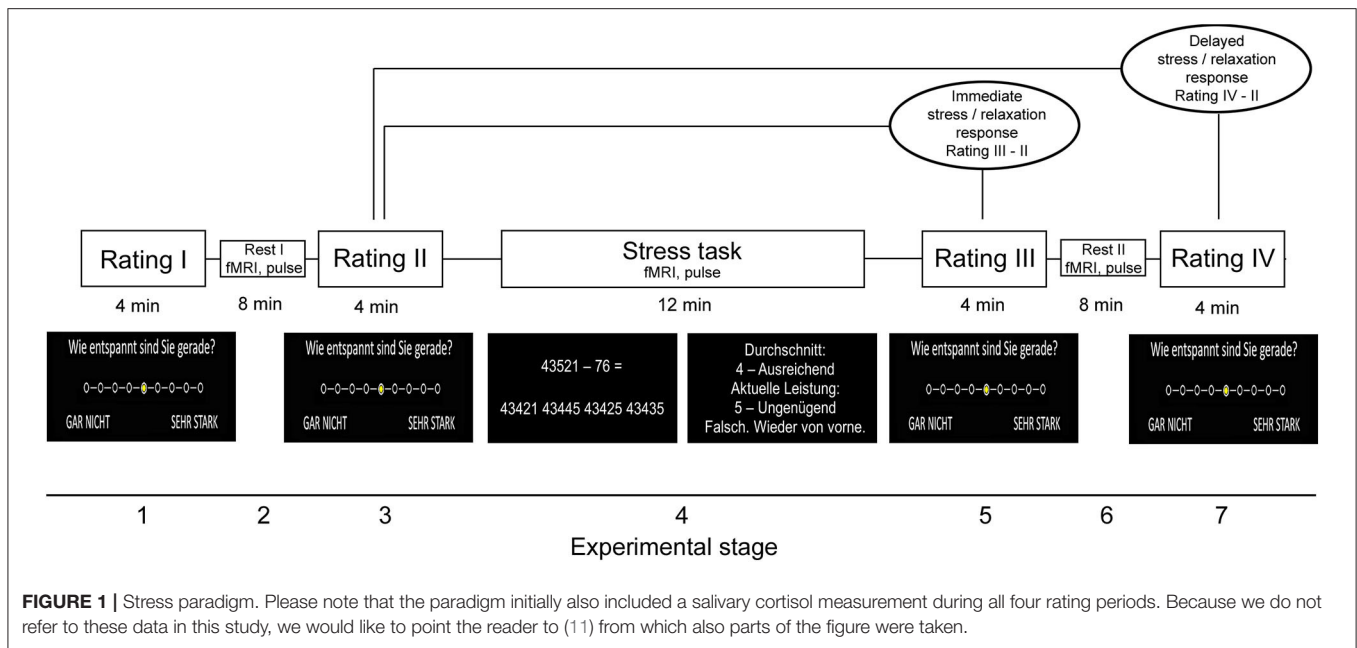 Delayed
stress / relaxation
response
Rating IV - II
Immediate
stress / relaxation
response
Rating III - II
Rating I
Rest I
fMRI, pulse
Rating II
Stress task
fMRI, pulse
Rating III
Rest II
fMRI, pulse
Rating IV
4 min
8 min
4 min
12 min
4 min
8 min
4 min
Wie entspannt sind Sie gerade?
GAR NICHT
SEHR STARK
Wie entspannt sind Sie gerade?
GAR NICHT
SEHR STARK
43521 – 76 =
43421 43445 43425 43435
Durchschnitt:
4 – Ausreichend
Aktuelle Leistung:
5 – Ungenügend
Falsch. Wieder von vorne.
Wie entspannt sind Sie gerade?
GAR NICHT
SEHR STARK
Wie entspannt sind Sie gerade?
GAR NICHT
SEHR STARK
1
2
3
4
5
6
7
Experimental stage
FIGURE 1 | Stress paradigm. Please note that the paradigm initially also included a salivary cortisol measurement during all four rating periods. Because we do not
refer to these data in this study, we would like to point the reader to (11) from which also parts of the figure were taken.